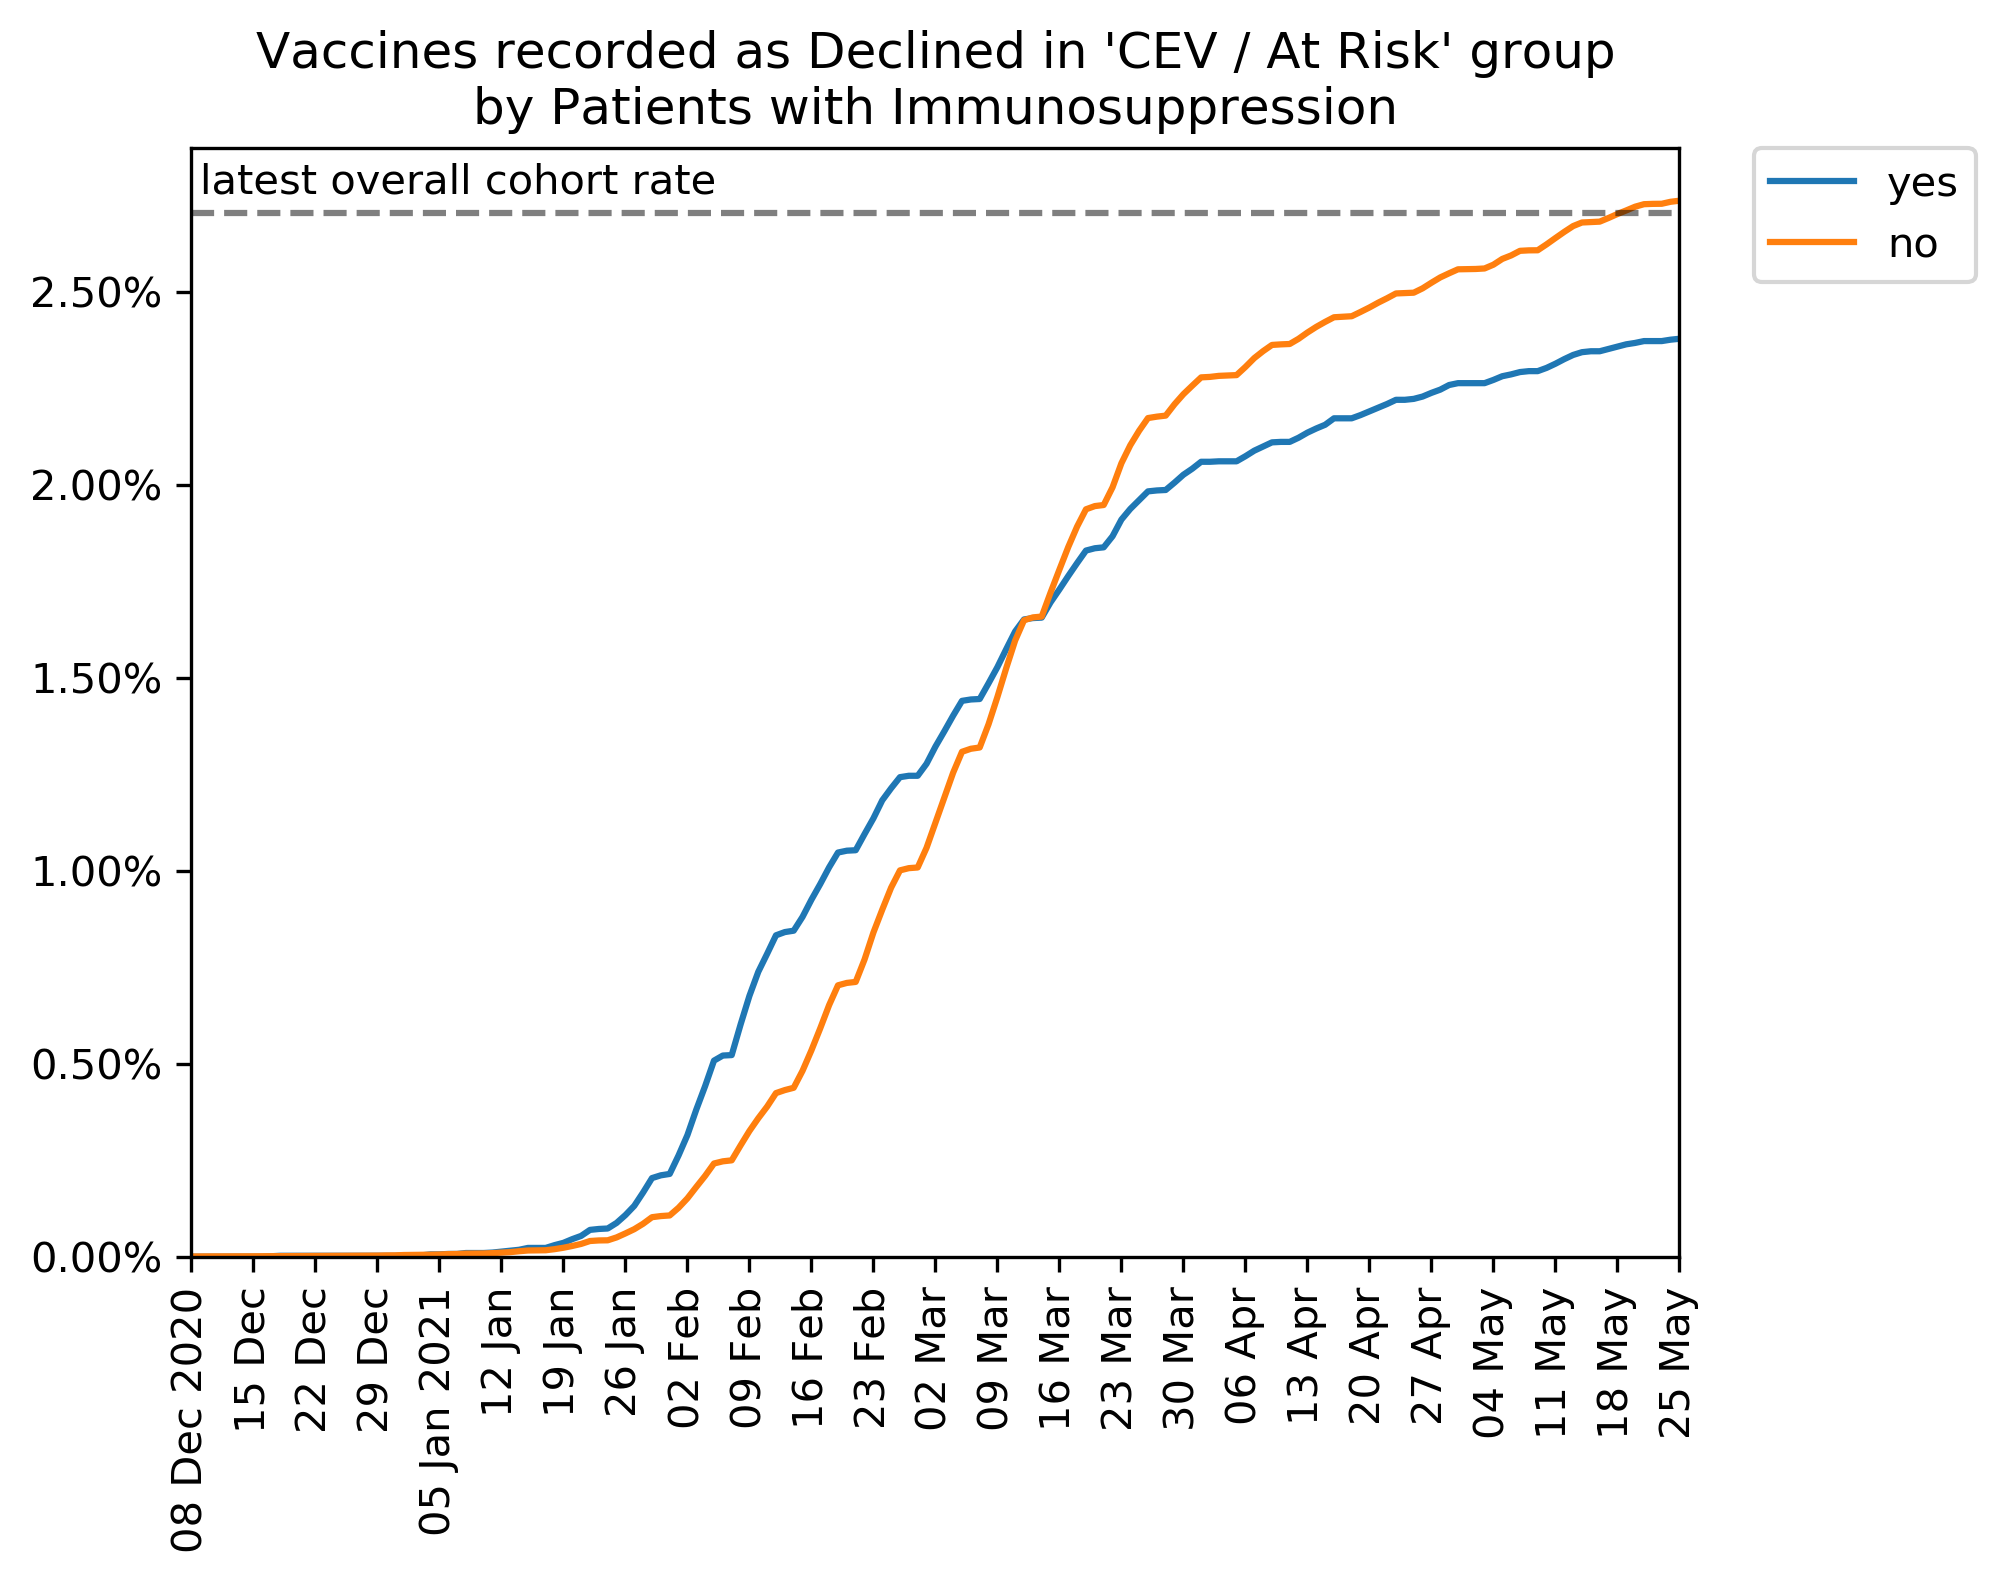 Vaccines recorded as Declined in 'CEV / At Risk' group
by Patients with Immunosuppression
latest overall cohort rate
yes
no
2.50%
2.00%
1.50%
1.00%
0.50%
0.00%
08 Dec 2020
15 Dec
22 Dec
29 Dec
05 Jan 2021
12 Jan
19 Jan
26 Jan
02 Feb
09 Feb
16 Feb
23 Feb
02 Mar
09 Mar
16 Mar
23 Mar
30 Mar
06 Apr
13 Apr
20 Apr
27 Apr
04 May
11 May
18 May
25 May